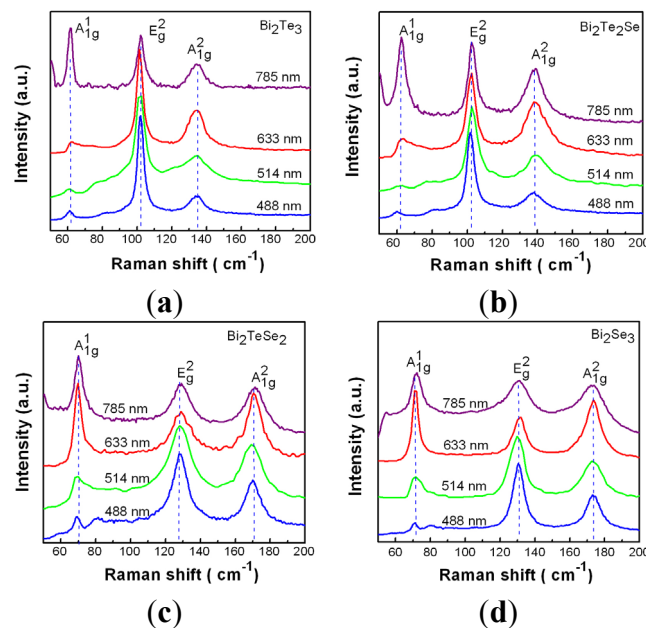 Bi2Te3
A1g1
Eg2
A1g2
785 nm
633 nm
514 nm
488 nm
Intensity (a.u.)
60 80 100 120 140 160 180 200
Raman shift ( cm-1)
(a)
Bi2Te2Se
A1g1
Eg2
A1g2
785 nm
633 nm
514 nm
488 nm
Intensity (a.u.)
60 80 100 120 140 160 180 200
Raman shift ( cm-1)
(b)
Bi2TeSe2
A1g1
Eg2
A1g2
785 nm
633 nm
514 nm
488 nm
Intensity (a.u.)
40 60 80 100 120 140 160 180 200
Raman shift ( cm-1)
(c)
Bi2Se3
A1g1
Eg2
A1g2
785 nm
633 nm
514 nm
488 nm
Intensity (a.u.)
40 60 80 100 120 140 160 180 200
Raman shift ( cm-1)
(d)